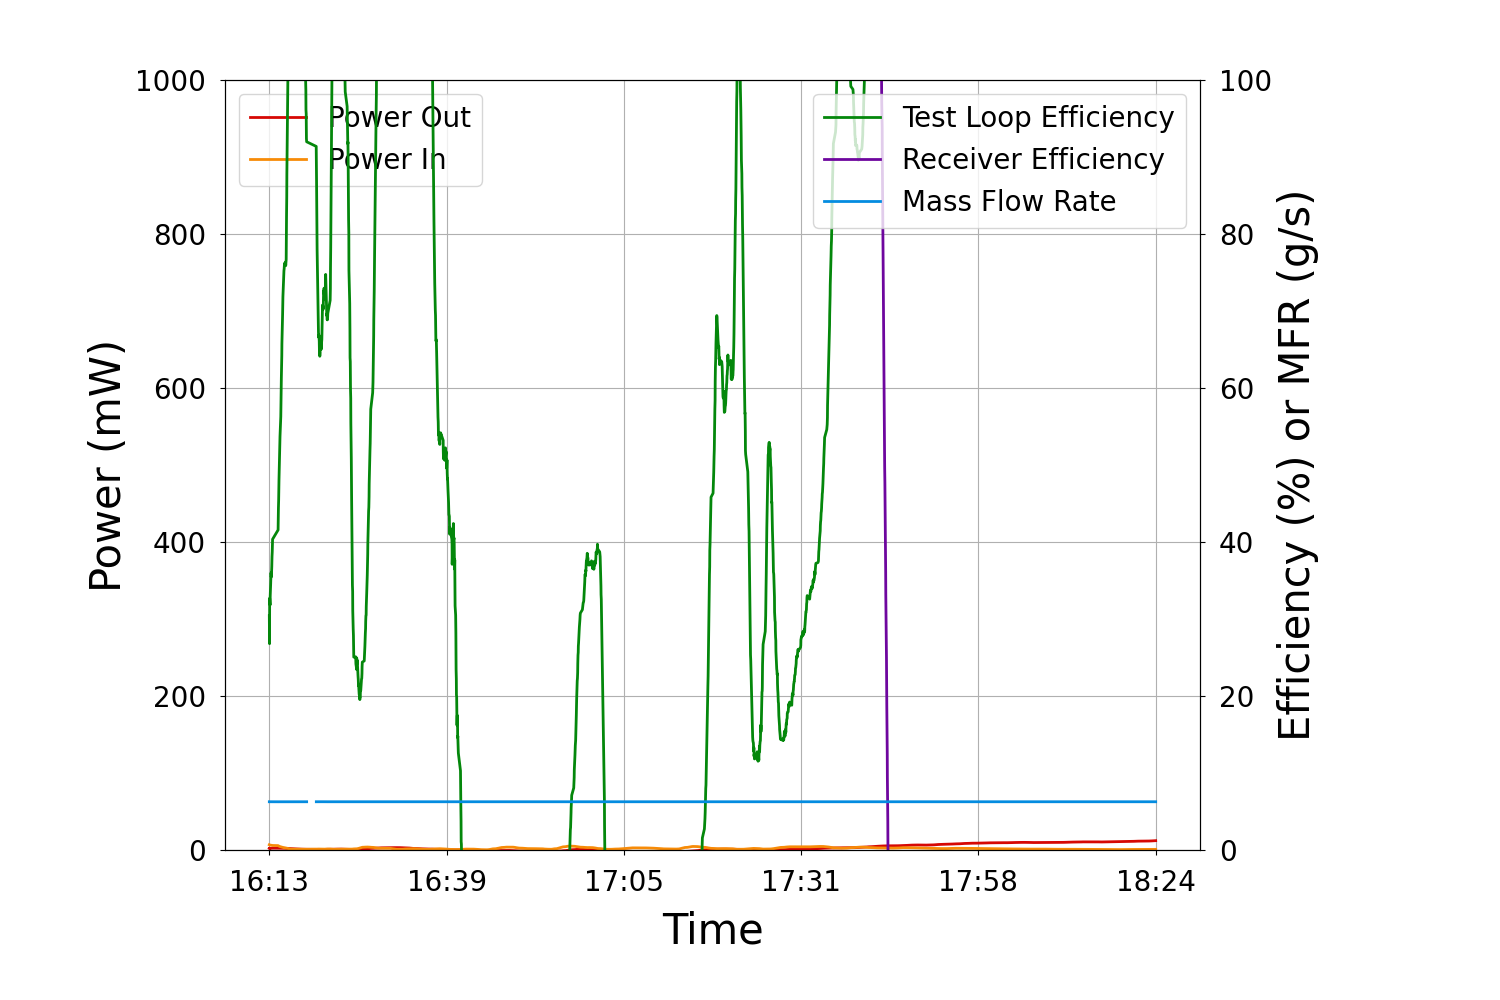 1000
800
600
400
200
0
Power (mW)
Power Out
Power In
Test Loop Efficiency
Receiver Efficiency
Mass Flow Rate
100
80
60
40
20
0
Efficiency (%) or MFR (g/s)
16:13 16:39 17:05 17:31 17:58 18:24
Time